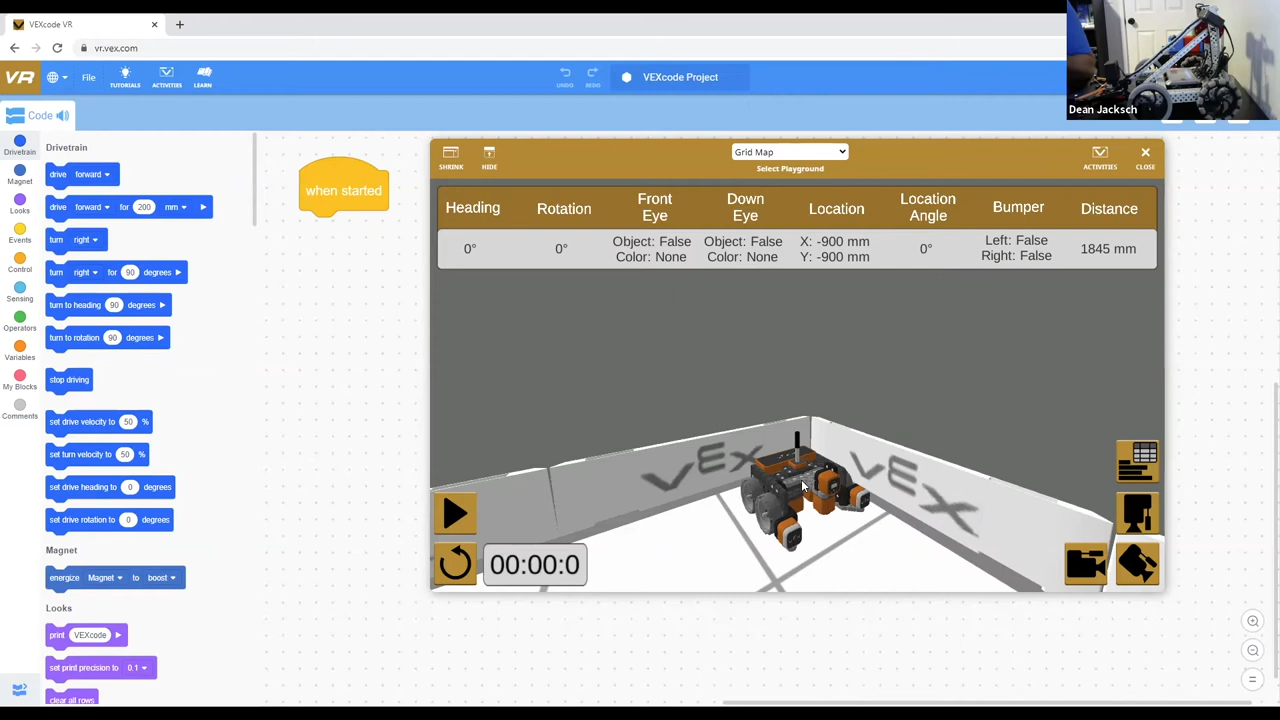 VEXcode VR
vr.vex.com
VR
File
TUTORIALS
ACTIVITIES
LEARN
UNDO
REDO
VEXcode Project
Dean Jacksch
Code
Drivetrain
Magnet
Looks
Events
Control
Sensing
Operators
Variables
My Blocks
Comments
Drivetrain
drive forward
drive forward for 200 mm
turn right
turn right for 90 degrees
turn to heading 90 degrees
turn to rotation 90 degrees
stop driving
set drive velocity to 50 %
set turn velocity to 50 %
set drive heading to 0 degrees
set drive rotation to 0 degrees
Magnet
energize Magnet to boost
Looks
print VEXcode
set print precision to 0.1
clear all rows
when started
SHRINK
HIDE
Grid Map
Select Playground
ACTIVITIES
CLOSE
Heading
Rotation
Front
Eye
Down
Eye
Location
Location
Angle
Bumper
Distance
0°
0°
Object: False
Color: None
Object: False
Color: None
X: -900 mm
Y: -900 mm
0°
Left: False
Right: False
1845 mm
VEX
VEX
00:00:0